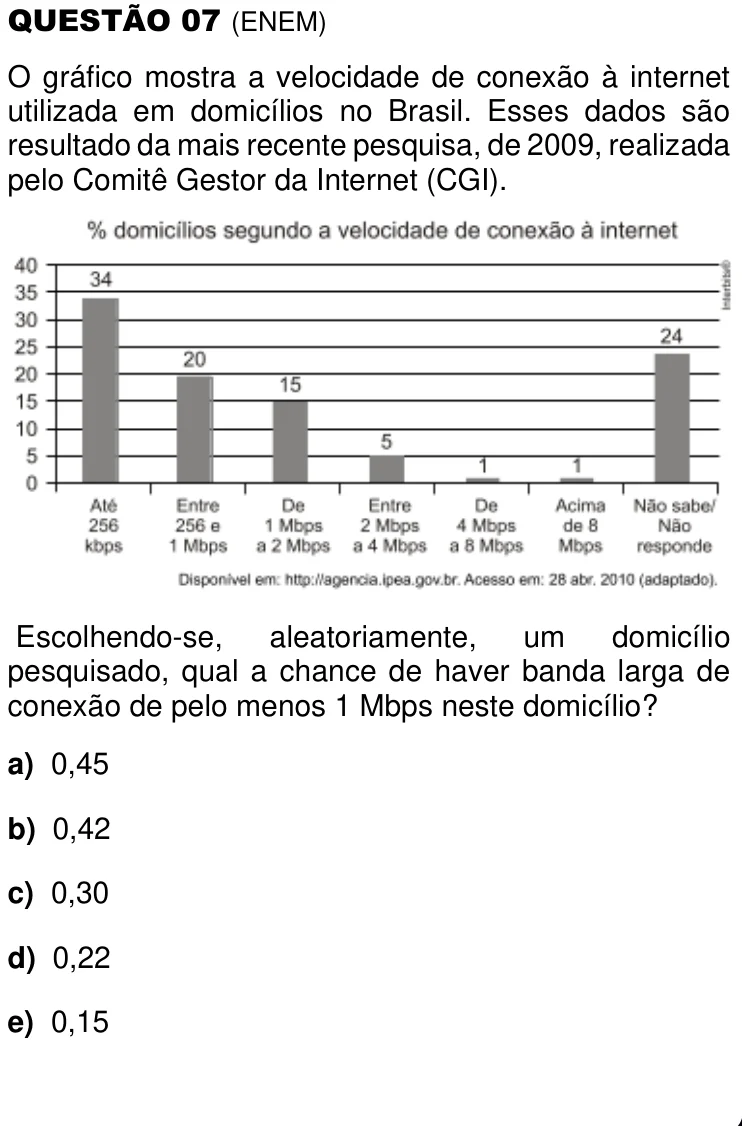 QUESTÃO 07 (ENEM)
O gráfico mostra a velocidade de conexão à internet
utilizada em domicílios no Brasil. Esses dados são
resultado da mais recente pesquisa, de 2009, realizada
pelo Comitê Gestor da Internet (CGI).
% domicílios segundo a velocidade de conexão à internet
40
35
30
25
20
15
10
5
0
34
20
15
5
1
1
24
Interbits®
Até
256
kbps
Entre
256 e
1 Mbps
De
1 Mbps
a 2 Mbps
Entre
2 Mbps
a 4 Mbps
De
4 Mbps
a 8 Mbps
Acima
de 8
Mbps
Não sabe/
Não
responde
Disponível em: http://agencia.ipea.gov.br. Acesso em: 28 abr. 2010 (adaptado).
Escolhendo-se, aleatoriamente, um domicílio
pesquisado, qual a chance de haver banda larga de
conexão de pelo menos 1 Mbps neste domicílio?
a) 0,45
b) 0,42
c) 0,30
d) 0,22
e) 0,15